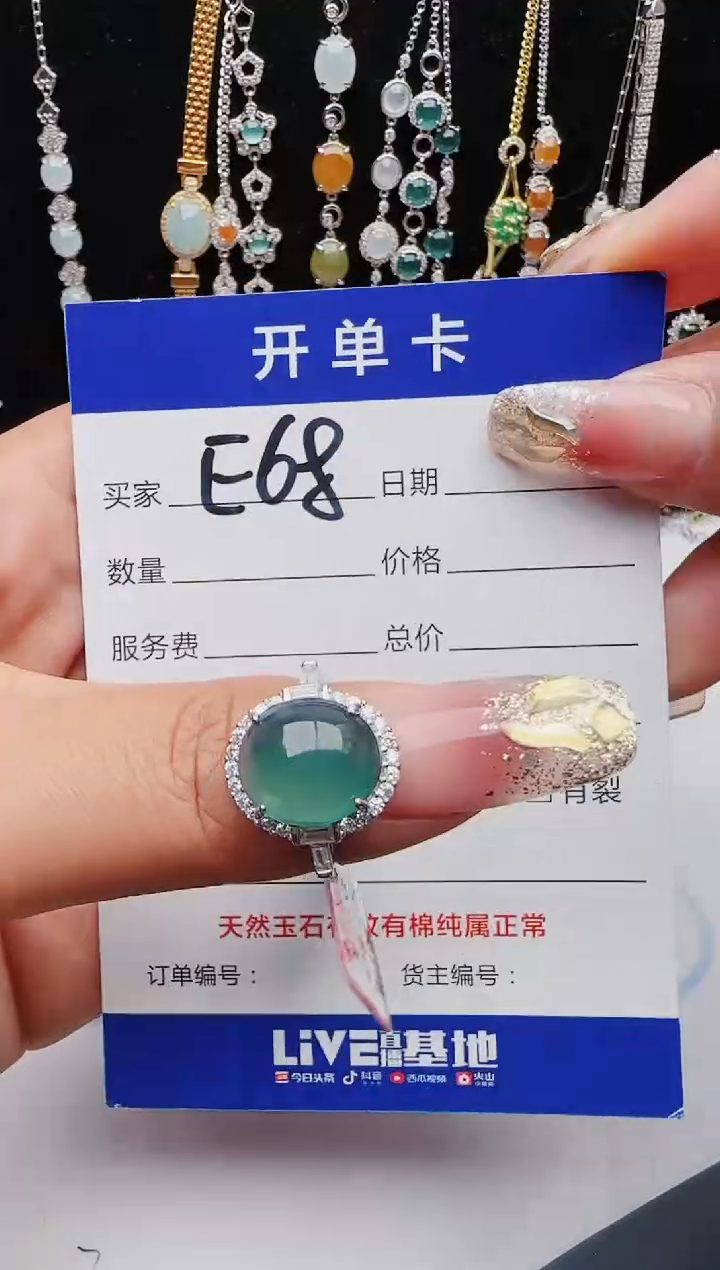 开单卡
买家 E68 日期
数量 价格
服务费 总价
有裂
天然玉石有纹有棉纯属正常
订单编号： 货主编号：
LiVE直播基地
今日头条 抖音 西瓜视频 火山